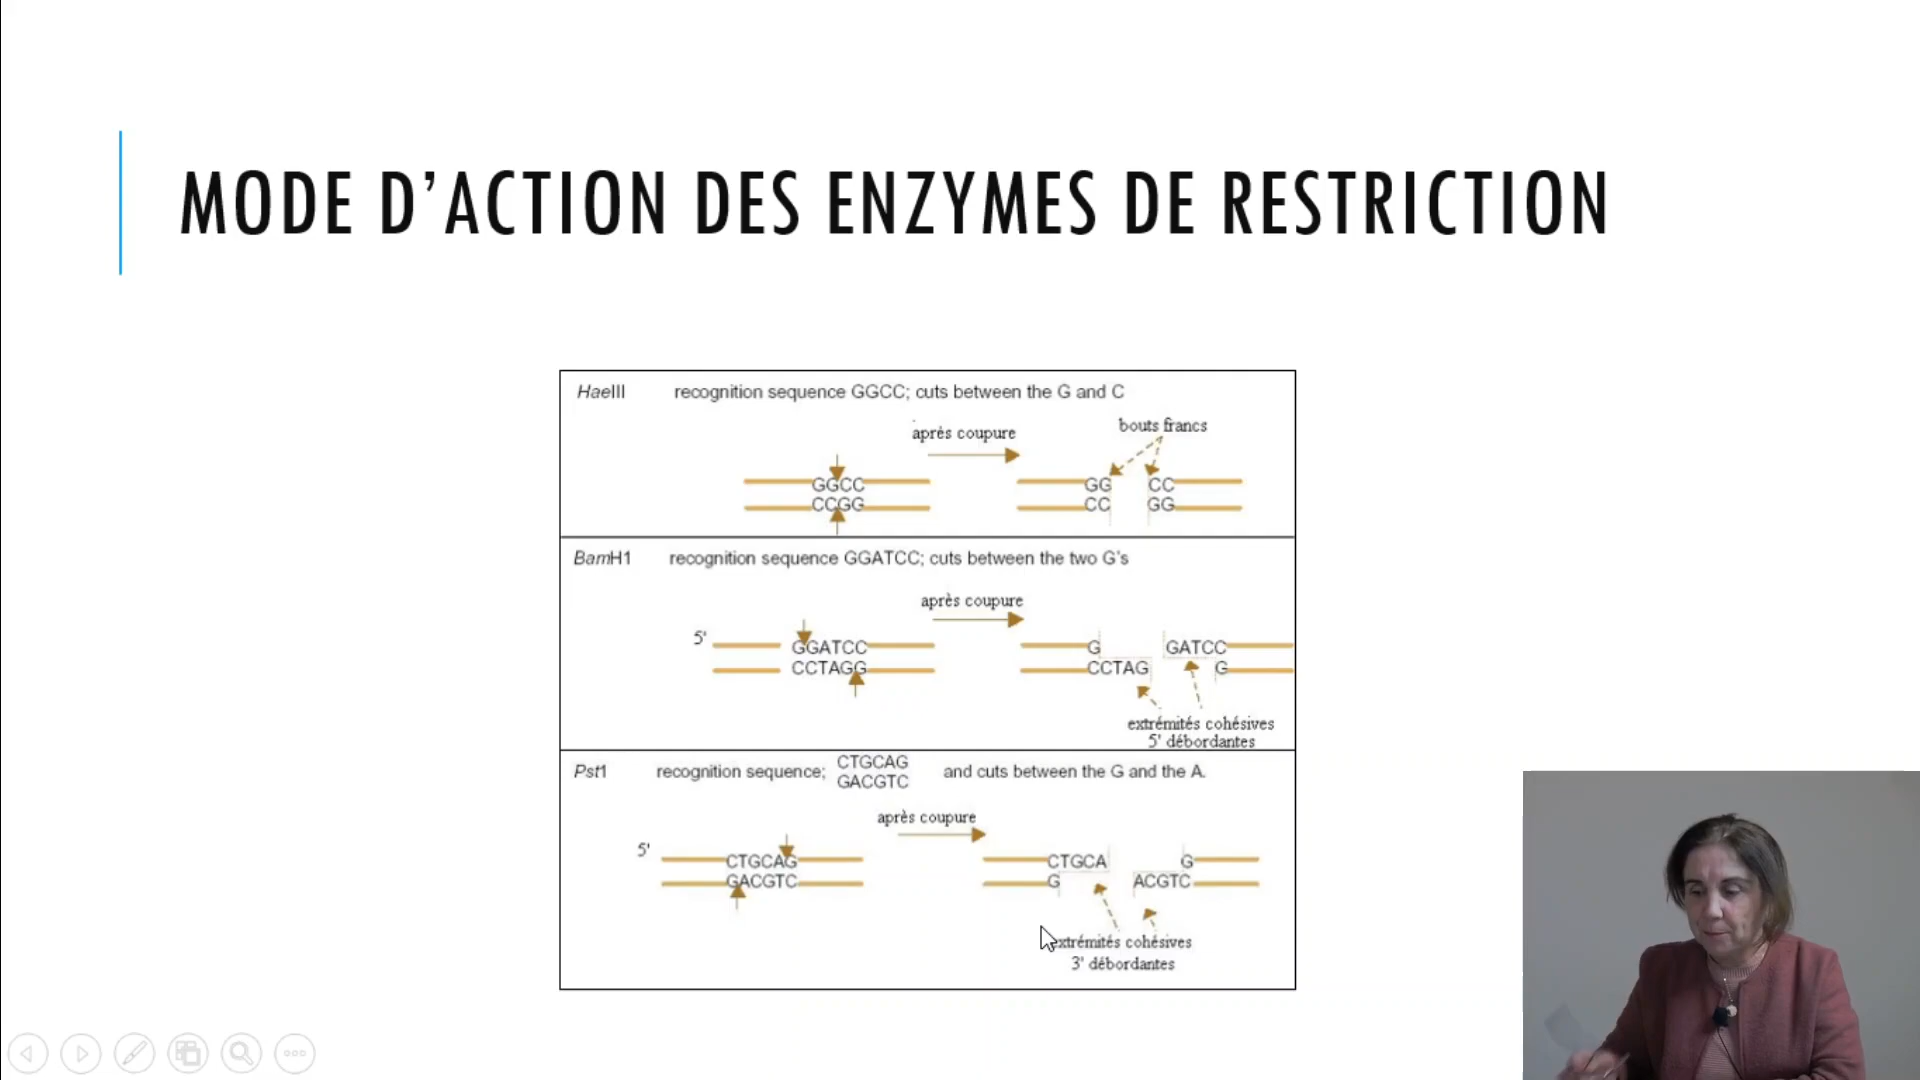 MODE D’ACTION DES ENZYMES DE RESTRICTION
HaeIII recognition sequence GGCC; cuts between the G and C
aprés coupure
bouts francs
GGCC GG CC
CCGG CC GG
BamH1 recognition sequence GGATCC; cuts between the two G's
après coupure
5' GGATCC G GATCC
CCTAGG CCTAG G
extrémités cohésives
5' débordantes
Pst1 recognition sequence; CTGCAG and cuts between the G and the A.
GACGTC
après coupure
5'
CTGCAG CTGCA G
GACGTC G ACGTC
extrémités cohésives
3' débordantes